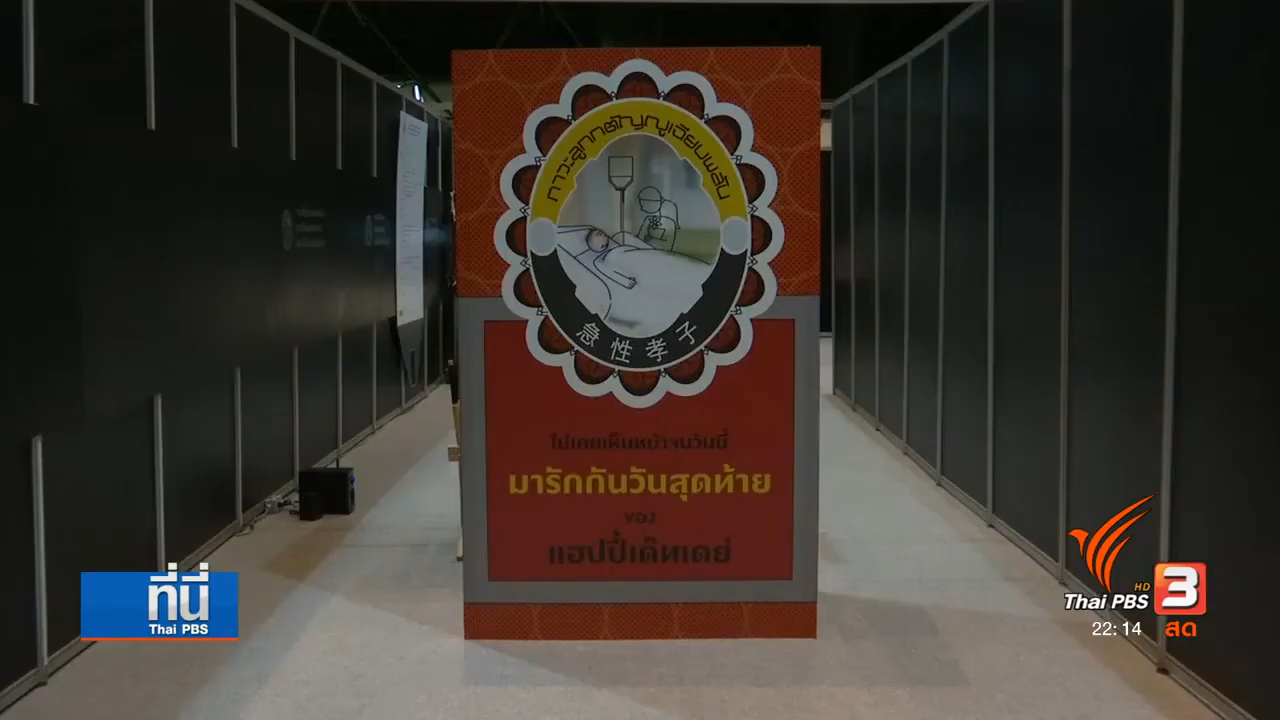 ภาวะลูกกตัญญูเฉียบพลัน
急性孝子
ไม่เคยเห็นหน้าจนวันนี้
มารักกันวันสุดท้าย
ของ
แฮปปี้เด๊ทเดย์
ที่นี่
Thai PBS
HD
Thai PBS
3
22:14
สด